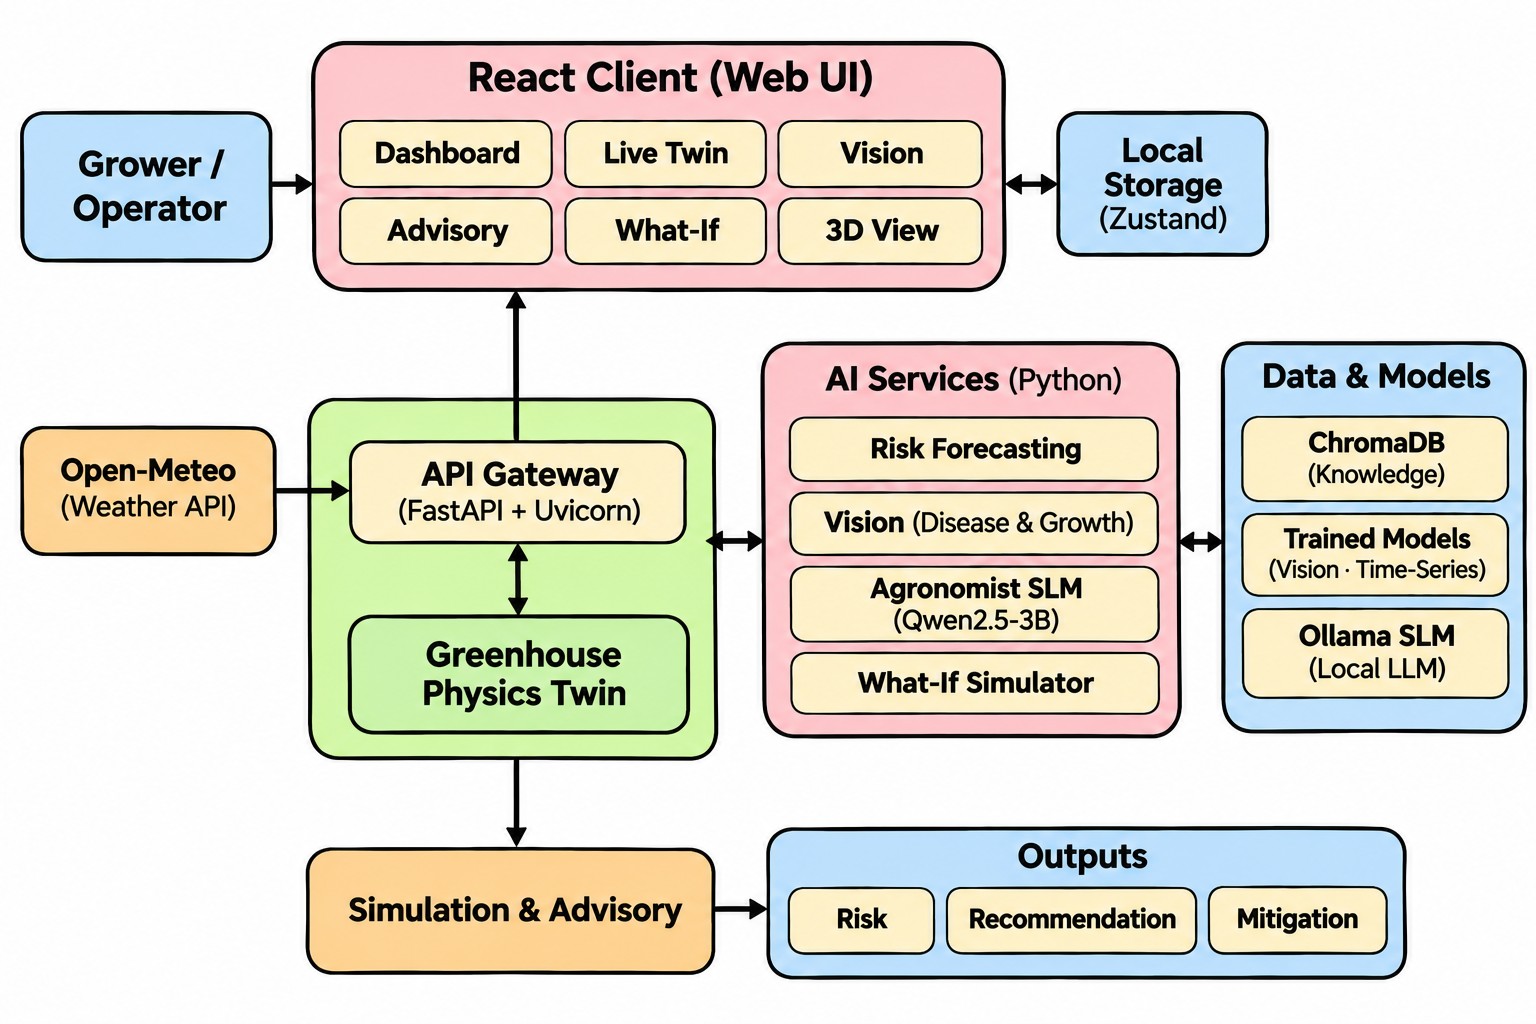 React Client (Web UI)
Grower /
Operator
Dashboard
Live Twin
Vision
Advisory
What-If
3D View
Local
Storage
(Zustand)
Open-Meteo
(Weather API)
API Gateway
(FastAPI + Uvicorn)
Greenhouse
Physics Twin
AI Services (Python)
Risk Forecasting
Vision (Disease & Growth)
Agronomist SLM
(Qwen2.5-3B)
What-If Simulator
Data & Models
ChromaDB
(Knowledge)
Trained Models
(Vision · Time-Series)
Ollama SLM
(Local LLM)
Simulation & Advisory
Outputs
Risk
Recommendation
Mitigation